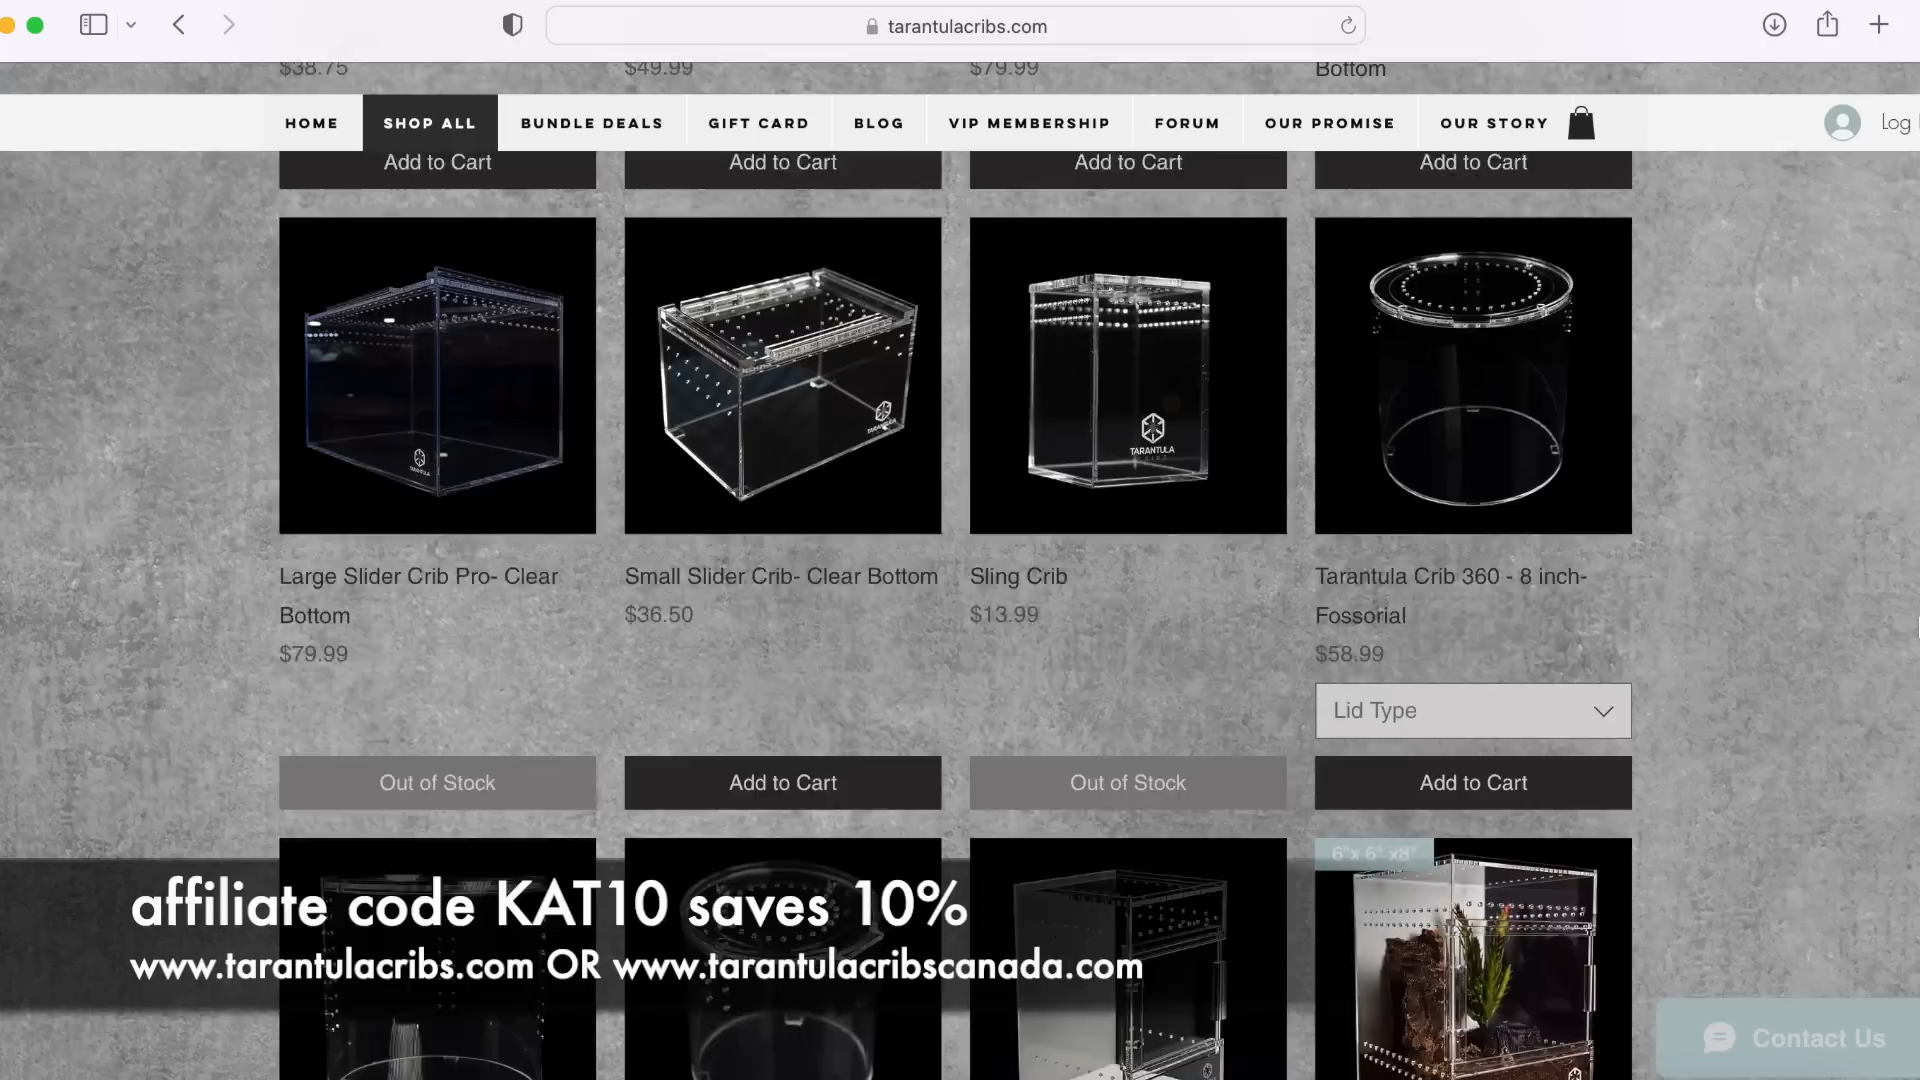 tarantulacribs.com
$38.75
$49.99
$79.99
Bottom
HOME
SHOP ALL
BUNDLE DEALS
GIFT CARD
BLOG
VIP MEMBERSHIP
FORUM
OUR PROMISE
OUR STORY
Log
Add to Cart
Add to Cart
Add to Cart
Add to Cart
TARANTULA
TARANTULA
TARANTULA
CRIBS
Large Slider Crib Pro- Clear
Bottom
$79.99
Small Slider Crib- Clear Bottom
$36.50
Sling Crib
$13.99
Tarantula Crib 360 - 8 inch-
Fossorial
$58.99
Lid Type
Out of Stock
Add to Cart
Out of Stock
Add to Cart
6"x 6" x8"
affiliate code KAT10 saves 10%
www.tarantulacribs.com OR www.tarantulacribscanada.com
Contact Us